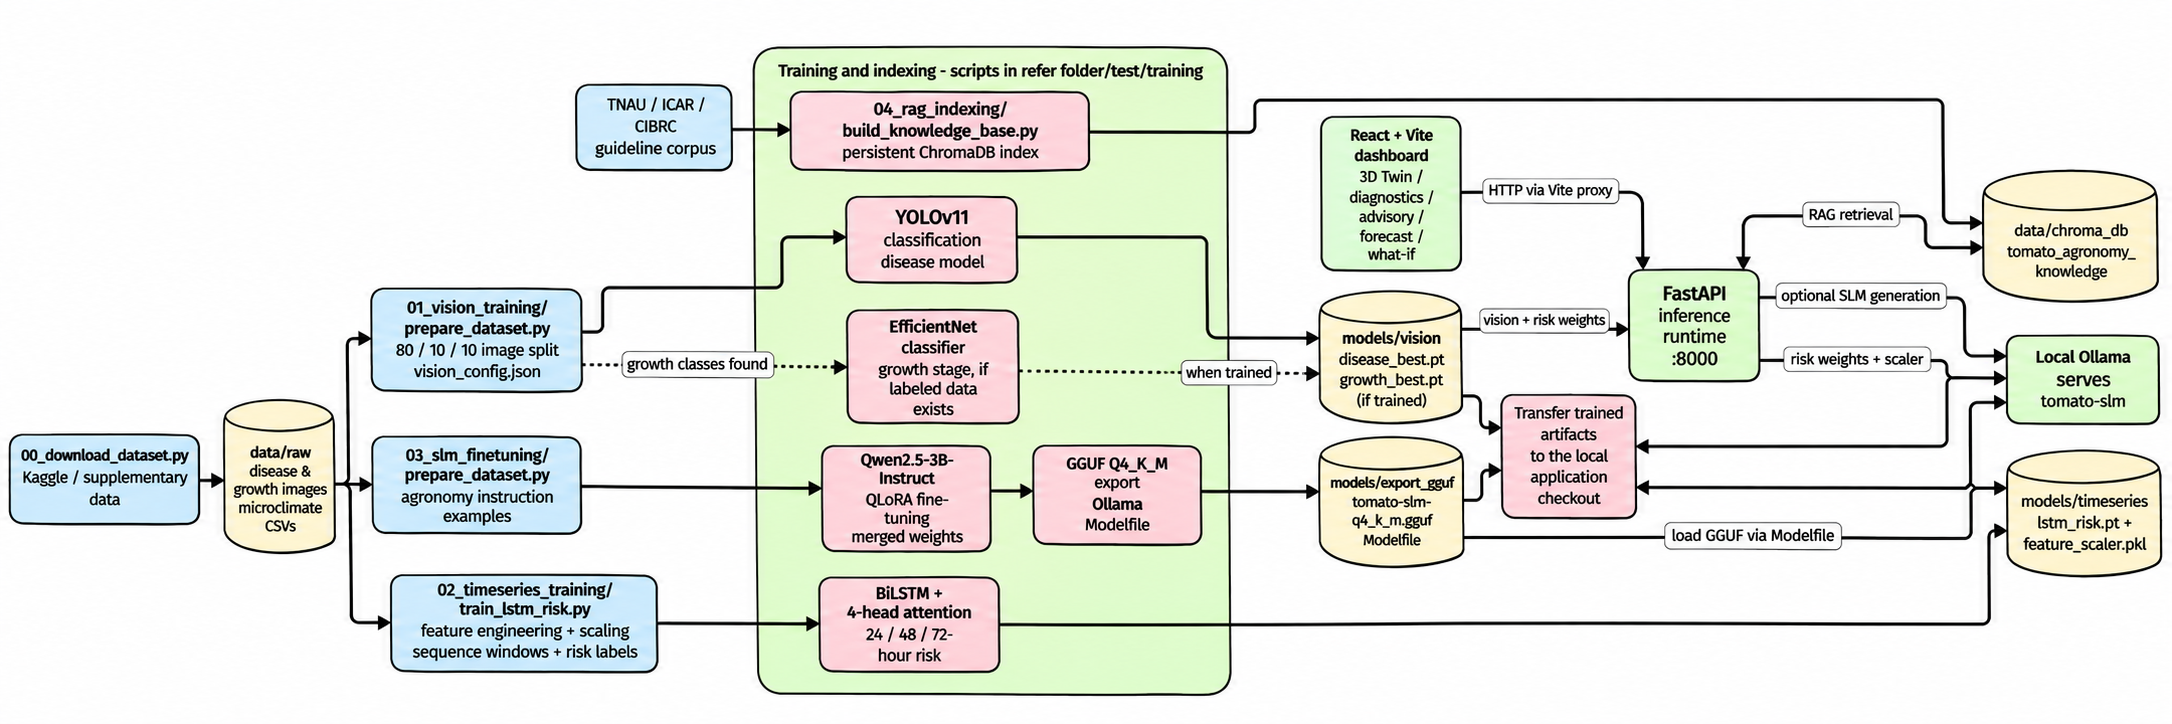 Training and indexing - scripts in refer folder/test/training
TNAU / ICAR /
CIBRC
guideline corpus
04_rag_indexing/
build_knowledge_base.py
persistent ChromaDB index
YOLOv11
classification
disease model
01_vision_training/
prepare_dataset.py
80 / 10 / 10 image split
vision_config.json
growth classes found
EfficientNet
classifier
growth stage, if
labeled data
exists
when trained
00_download_dataset.py
Kaggle / supplementary
data
data/raw
disease &
growth images
microclimate
CSVs
03_slm_finetuning/
prepare_dataset.py
agronomy instruction
examples
Qwen2.5-3B-
Instruct
QLoRA fine-
tuning
merged weights
GGUF Q4_K_M
export
Ollama
Modelfile
02_timeseries_training/
train_lstm_risk.py
feature engineering + scaling
sequence windows + risk labels
BiLSTM +
4-head attention
24 / 48 / 72-
hour risk
React + Vite
dashboard
3D Twin /
diagnostics /
advisory /
forecast /
what-if
HTTP via Vite proxy
RAG retrieval
data/chroma_db
tomato_agronomy_
knowledge
models/vision
disease_best.pt
growth_best.pt
(if trained)
vision + risk weights
FastAPI
inference
runtime
:8000
optional SLM generation
risk weights + scaler
Local Ollama
serves
tomato-slm
Transfer trained
artifacts
to the local
application
checkout
models/export_gguf
tomato-slm-
q4_k_m.gguf
Modelfile
load GGUF via Modelfile
models/timeseries
lstm_risk.pt +
feature_scaler.pkl